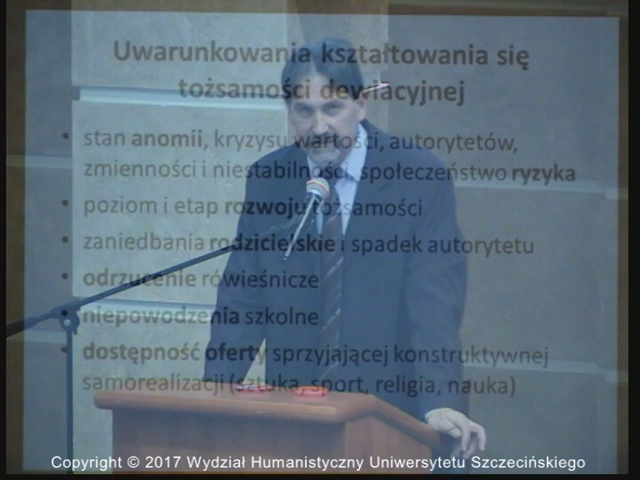 Uwarunkowania kształtowania się
tożsamości dewiacyjnej
• stan anomii, kryzysu wartości, autorytetów,
zmienności i niestabilności, społeczeństwo ryzyka
• poziom i etap rozwoju tożsamości
• zaniedbania rodzicielskie i spadek autorytetu
• odrzucenie rówieśnicze
• niepowodzenia szkolne
• dostępność oferty sprzyjającej konstruktywnej
samorealizacji (sztuka, sport, religia, nauka)
Copyright © 2017 Wydział Humanistyczny Uniwersytetu Szczecińskiego